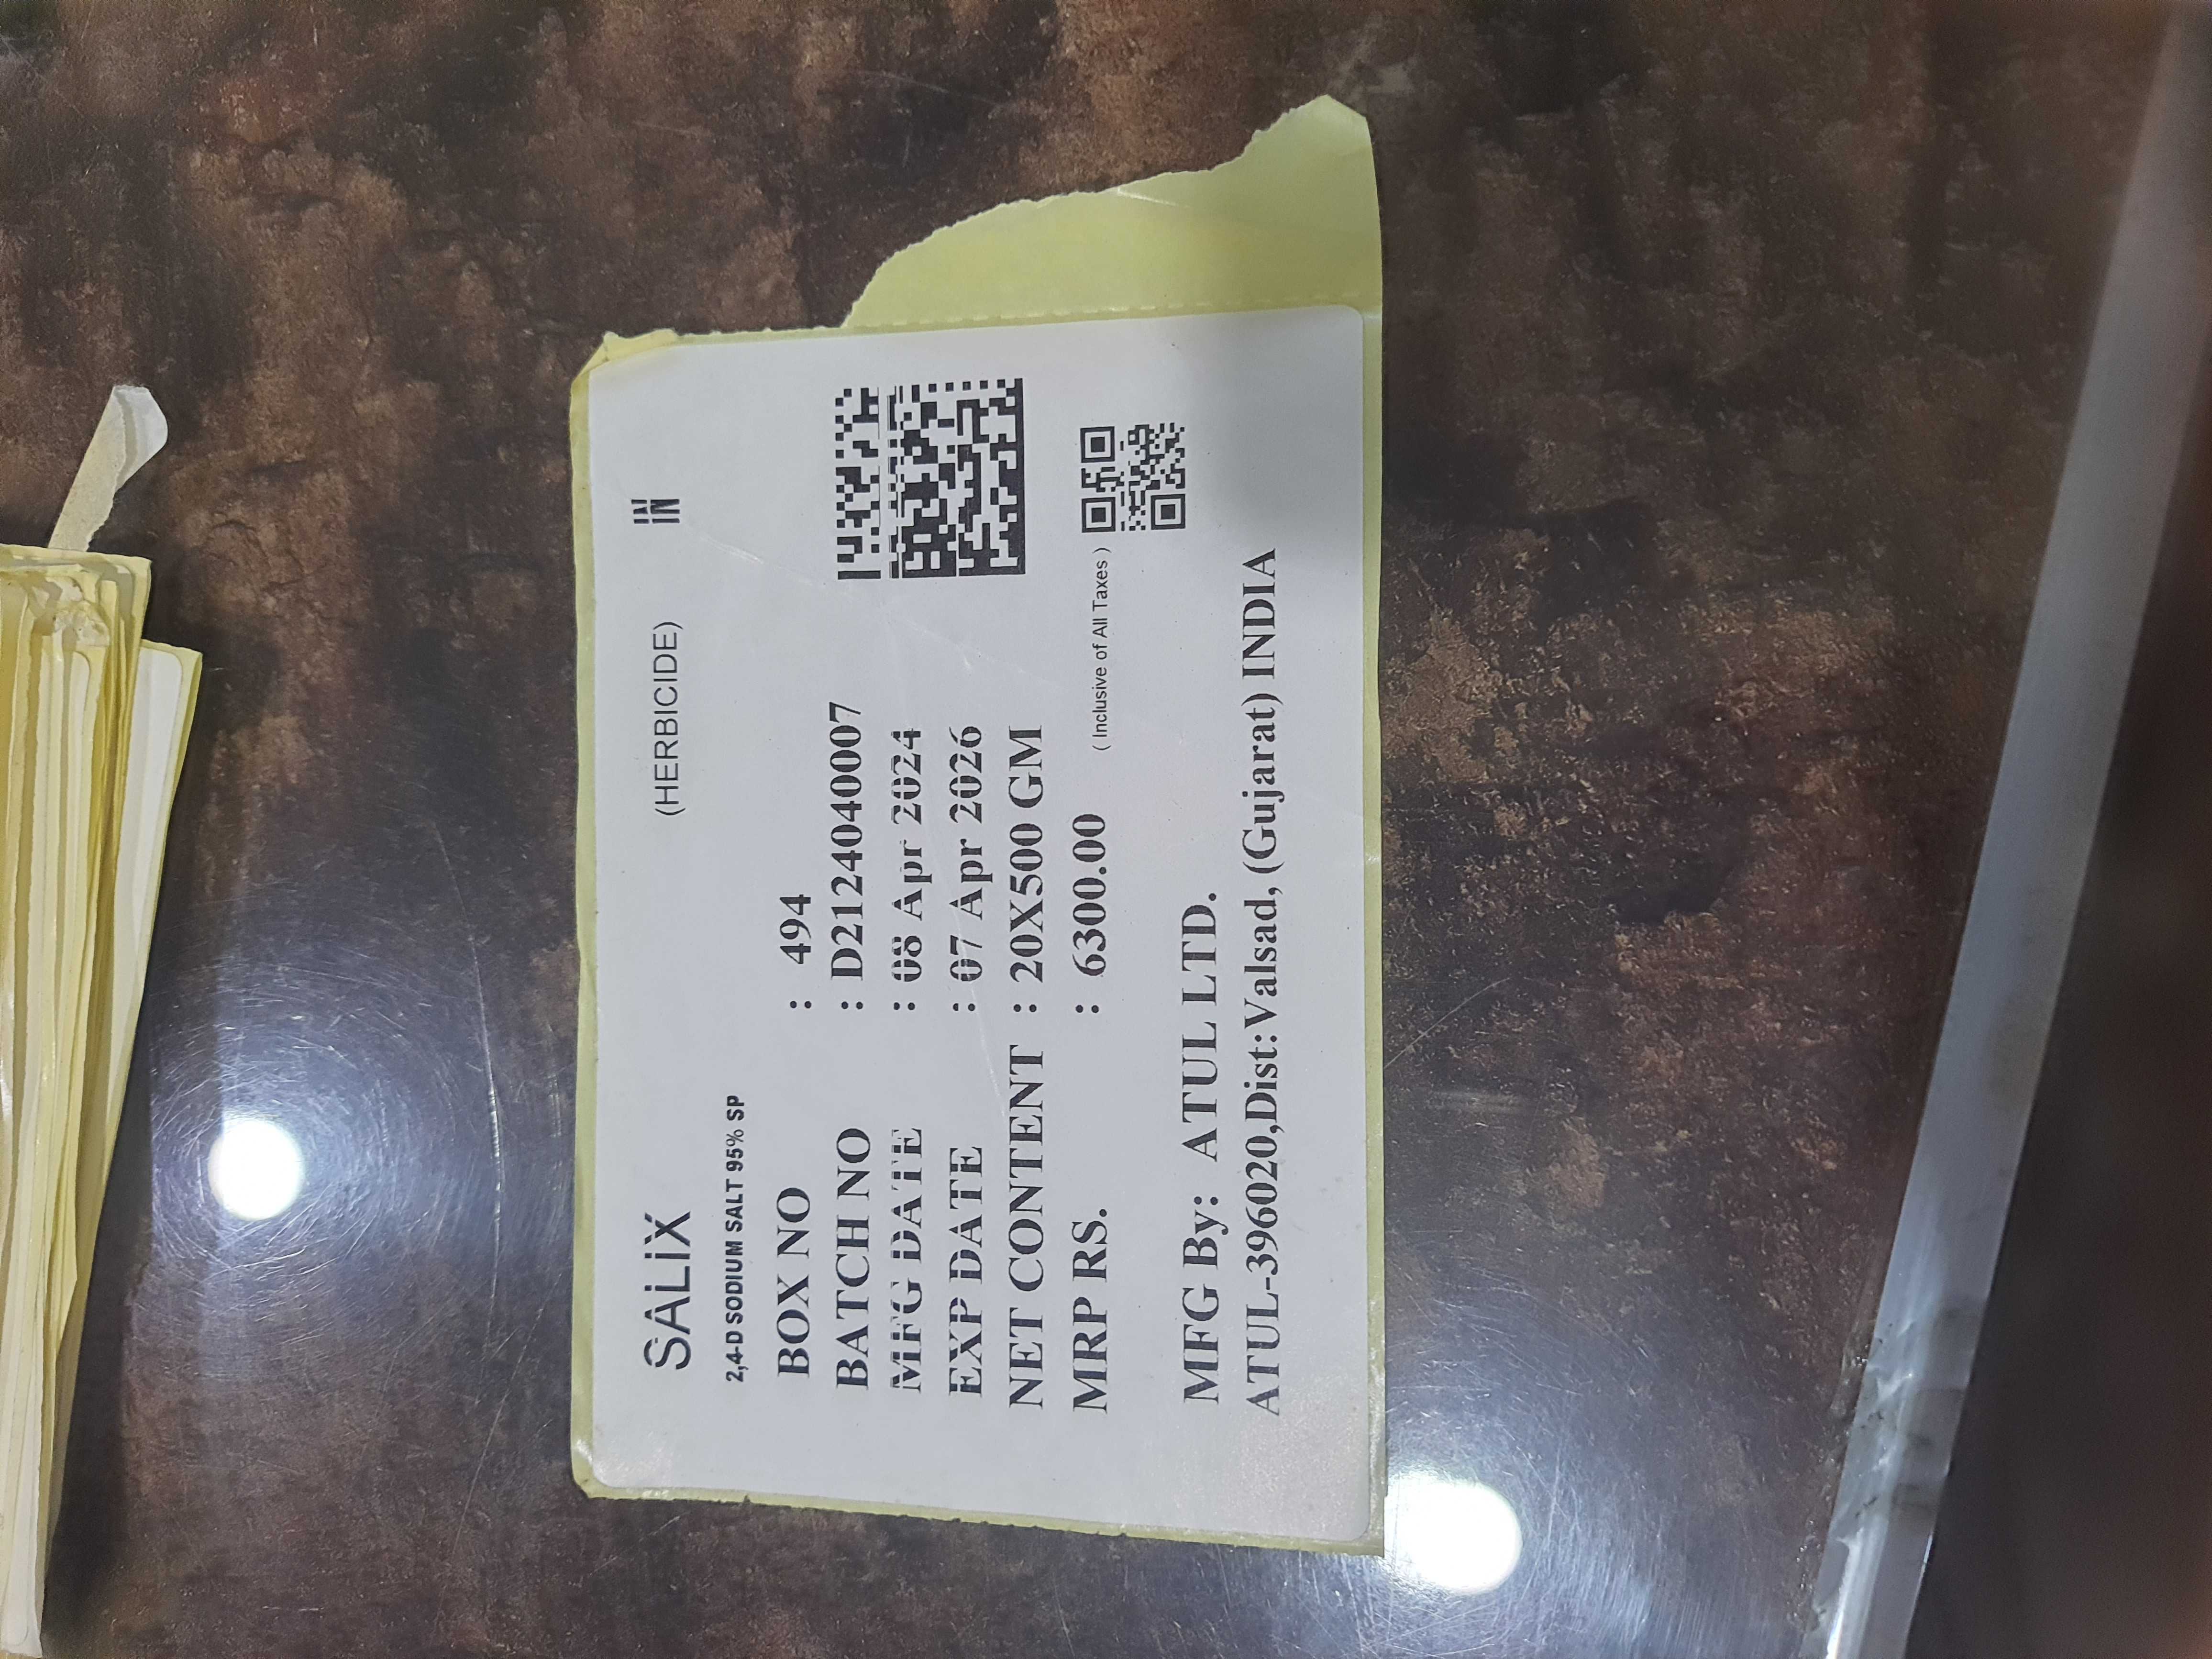 SALiX (HERBICIDE) IN
2,4-D SODIUM SALT 95% SP
BOX NO : 494
BATCH NO : D2124040007
MFG DATE : 08 Apr 2024
EXP DATE : 07 Apr 2026
NET CONTENT : 20X500 GM
MRP RS. : 6300.00 ( Inclusive of All Taxes )
MFG By: ATUL LTD.
ATUL-396020,Dist: Valsad, (Gujarat) INDIA